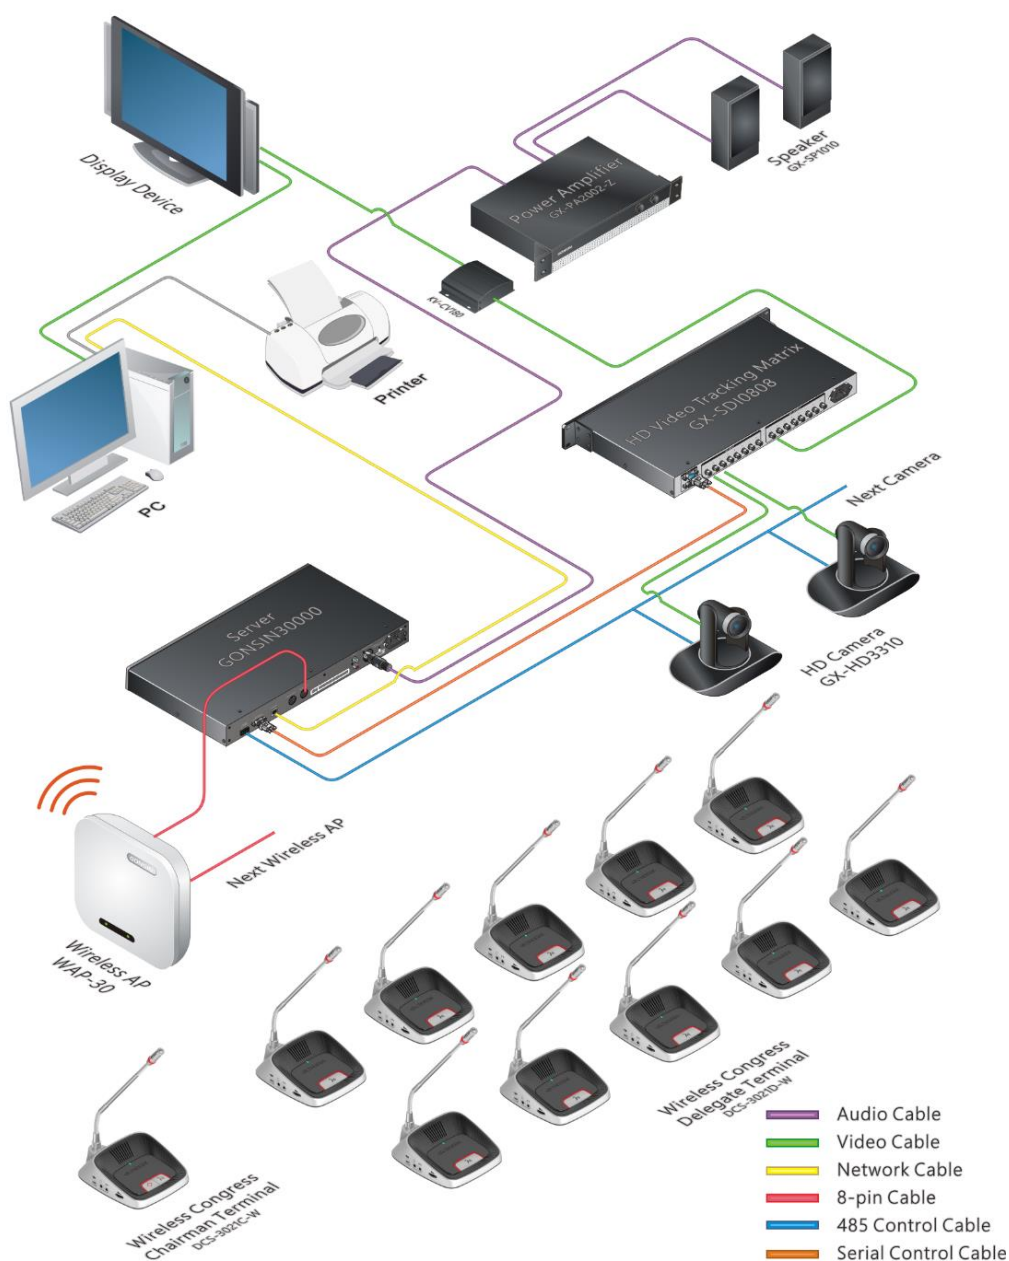 Display Device
Speaker
GX-SP1010
Power Amplifier
GX-PA2002-Z
KV-CV180
Printer
HD Video Tracking Matrix
GX-SDI0808
PC
Next Camera
Server
GONSIN30000
HD Camera
GX-HD3310
Next Wireless AP
Wireless AP
WAP-30
Wireless Congress
Delegate Terminal
DCS-3021D-W
Wireless Congress
Chairman Terminal
DCS-3021C-W
Audio Cable
Video Cable
Network Cable
8-pin Cable
485 Control Cable
Serial Control Cable